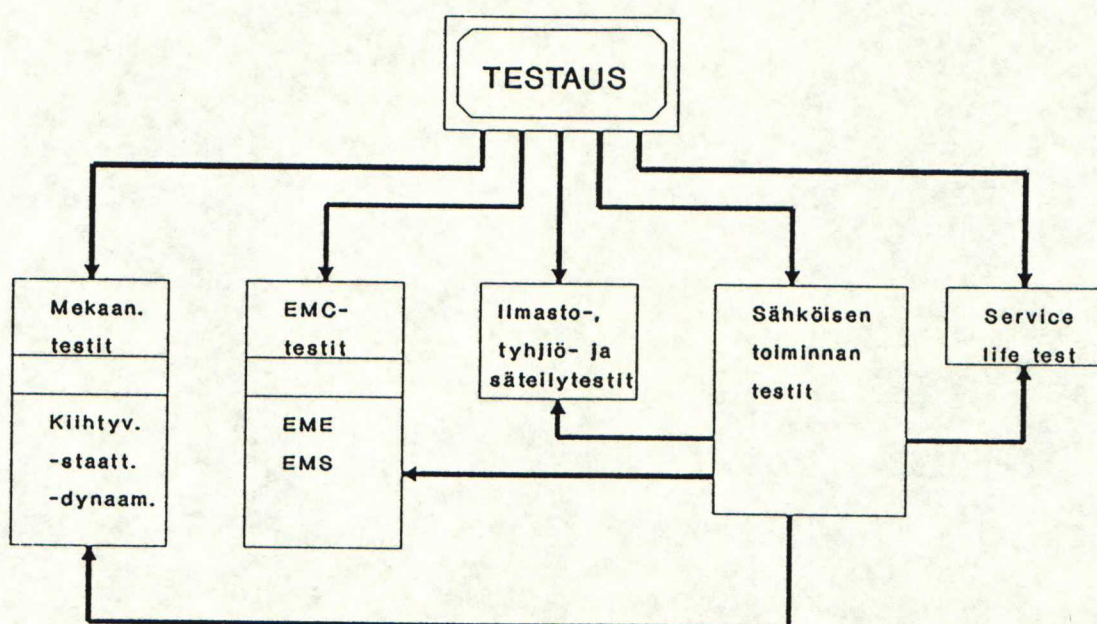 TESTAUS
Mekaan.
testit
Kiihtyv.
-staatt.
-dynaam.
EMC-
testit
EME
EMS
Ilmasto-,
tyhjiö- ja
säteilytestit
Sähköisen
toiminnan
testit
Service
life test